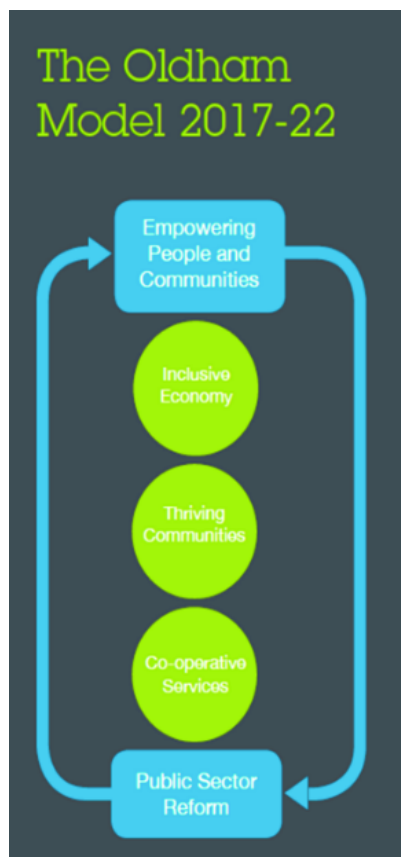 The Oldham
Model 2017-22
Empowering
People and
Communities
Inclusive
Economy
Thriving
Communities
Co-operative
Services
Public Sector
Reform